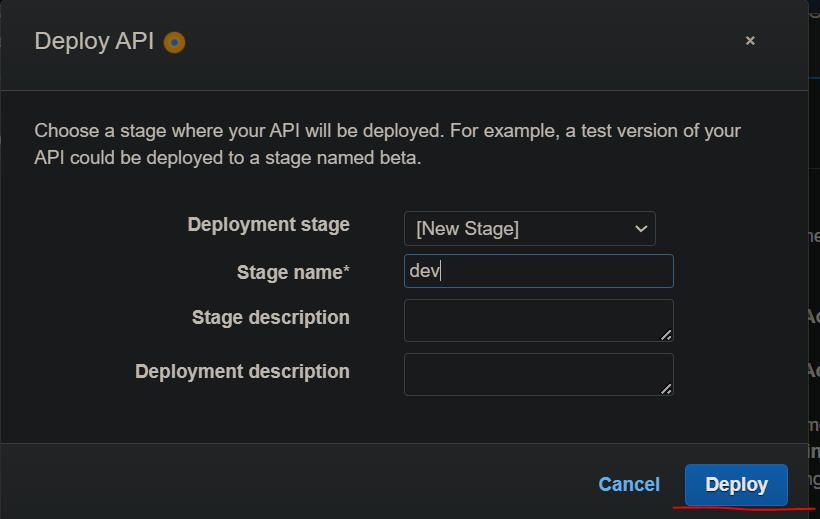 Deploy API
×
Choose a stage where your API will be deployed. For example, a test version of your
API could be deployed to a stage named beta.
Deployment stage
[New Stage]
Stage name*
dev
Stage description
Deployment description
Cancel
Deploy